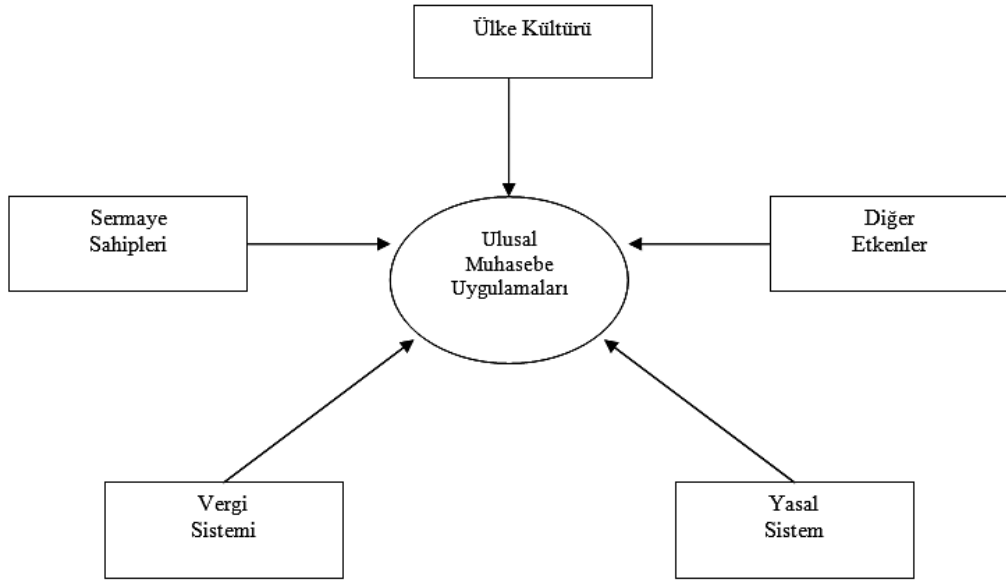 Ülke Kültürü
Sermaye
Sahipleri
Ulusal
Muhasebe
Uygulamaları
Diğer
Etkenler
Vergi
Sistemi
Yasal
Sistem